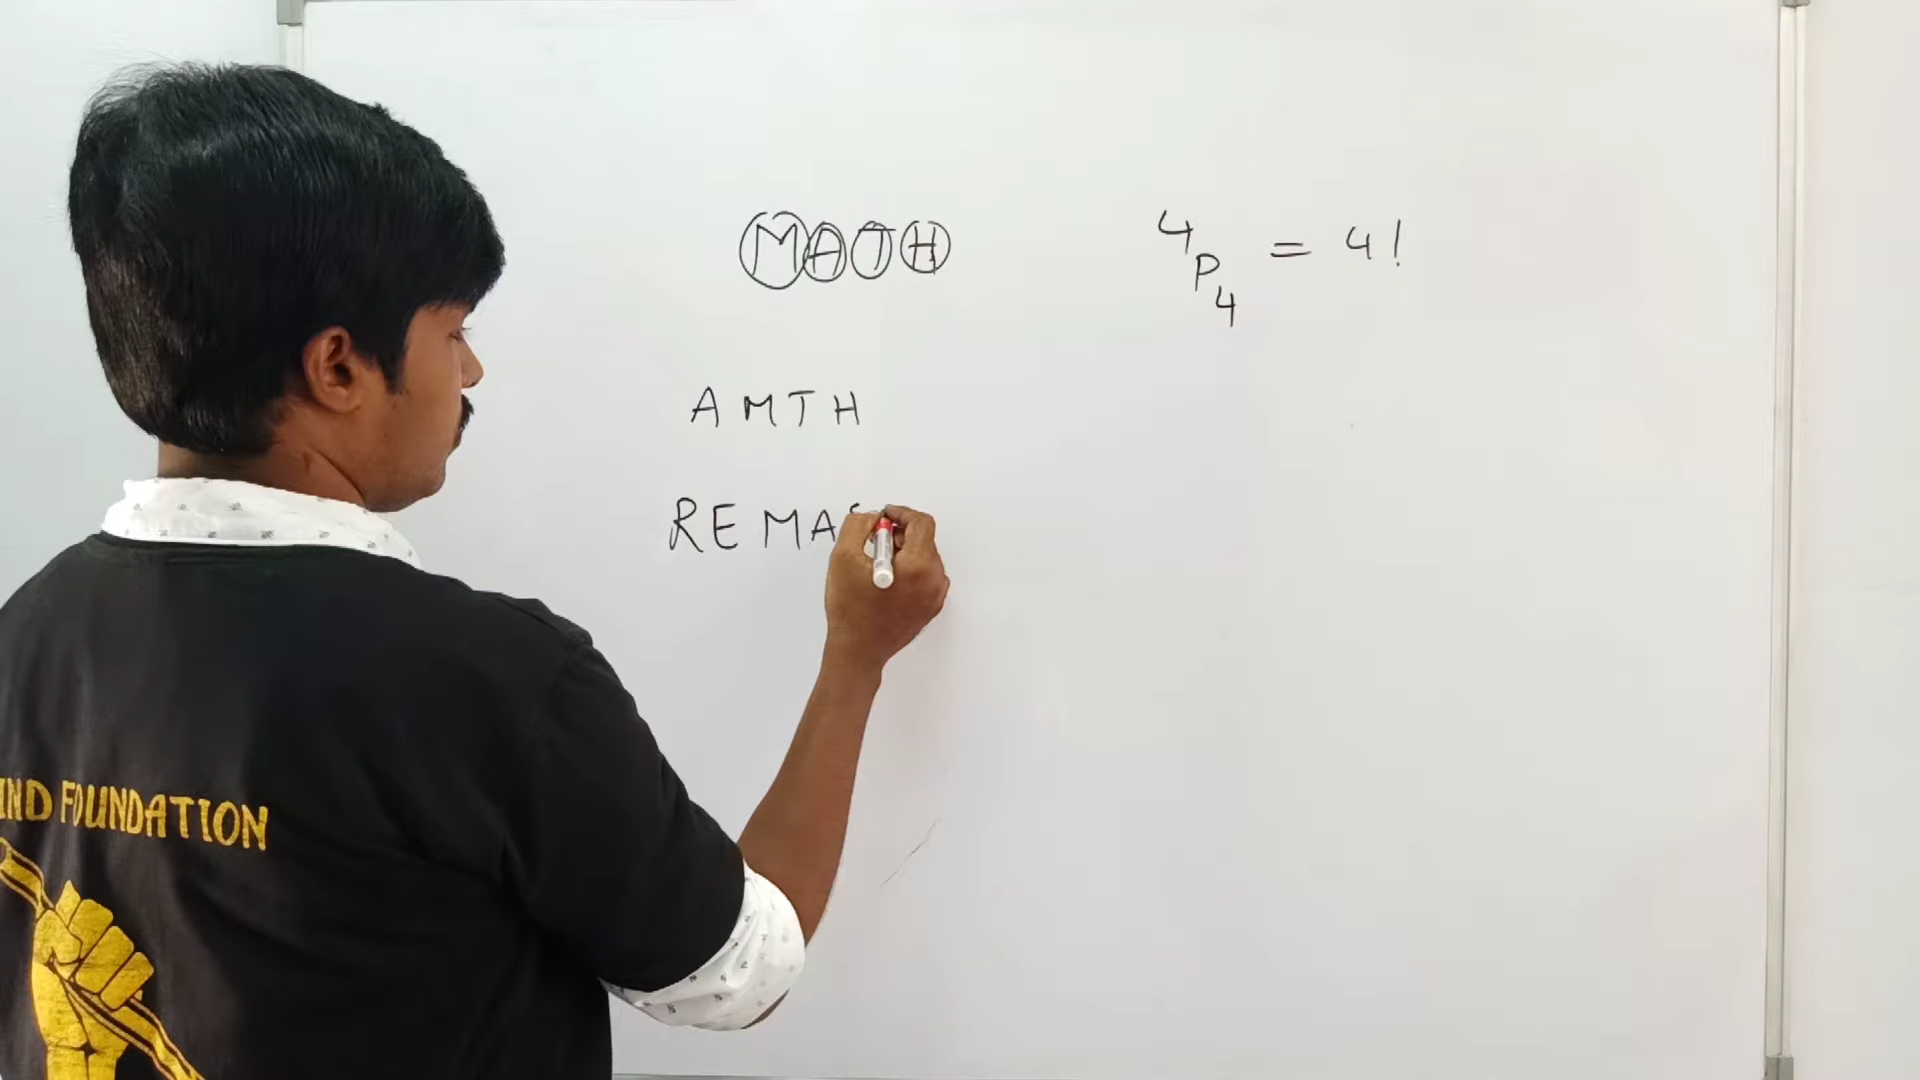 MATH
4P4 = 4!
AMTH
REMA
IND FOUNDATION